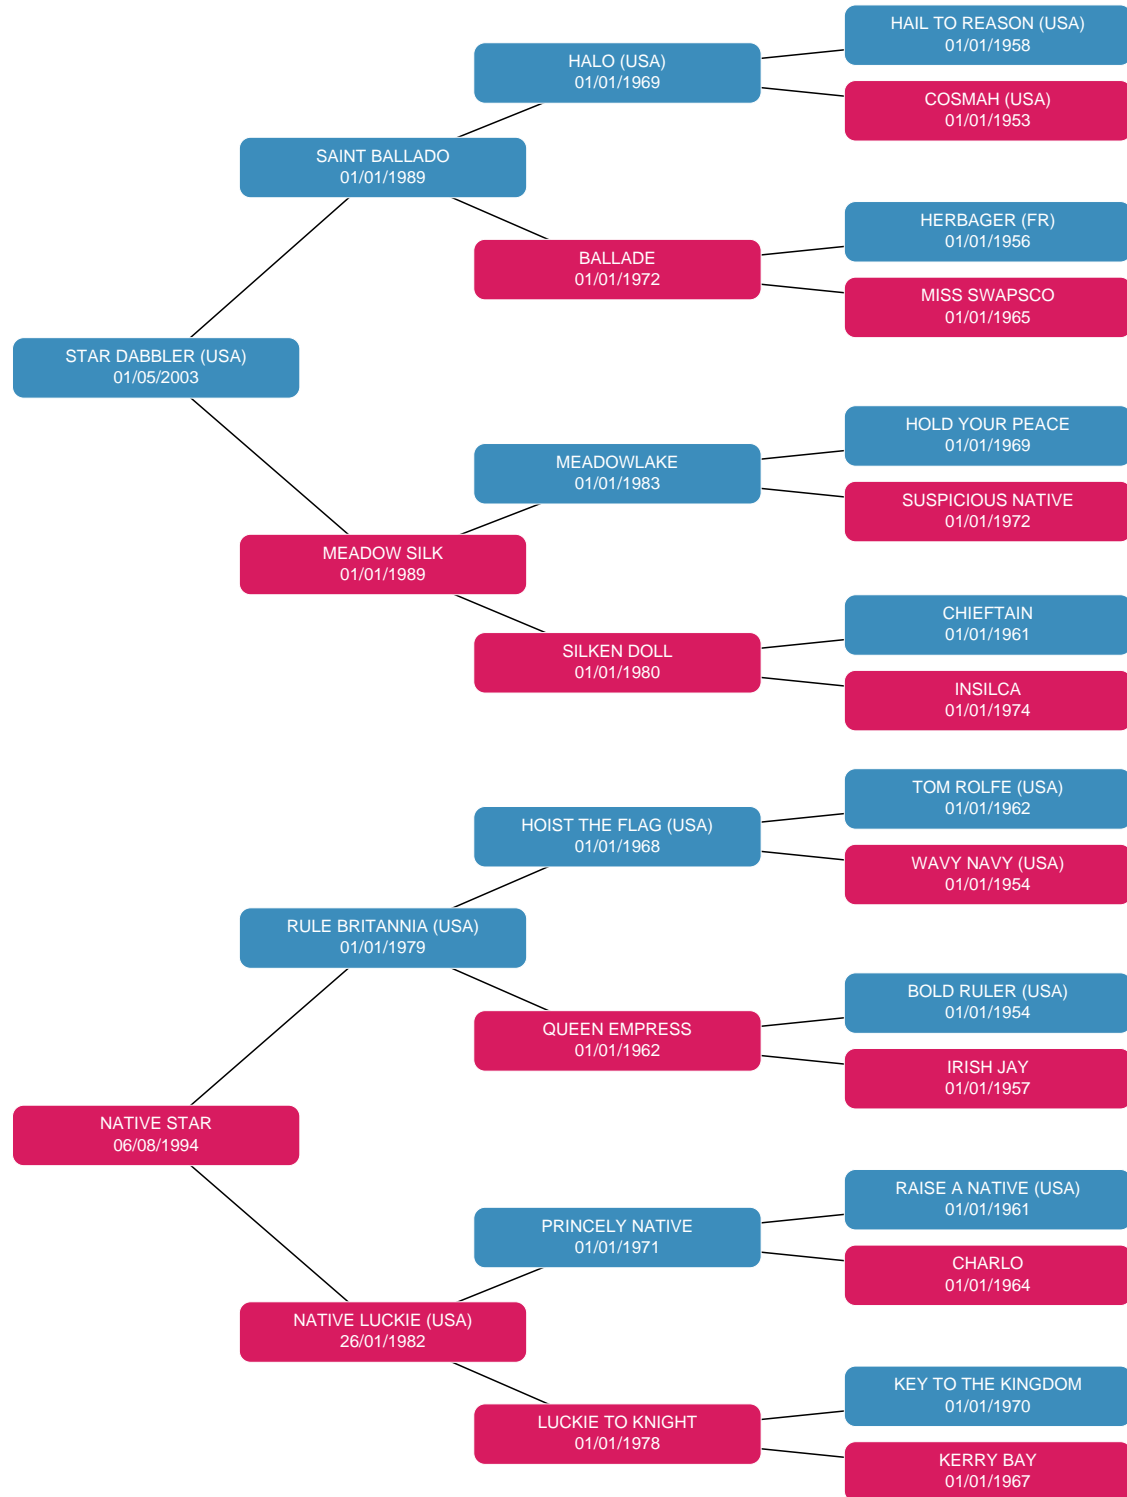 HAIL TO REASON (USA)
01/01/1958
HALO (USA)
01/01/1969
COSMAH (USA)
01/01/1953
SAINT BALLADO
01/01/1989
HERBAGER (FR)
01/01/1956
BALLADE
01/01/1972
MISS SWAPSCO
01/01/1965
STAR DABBLER (USA)
01/05/2003
HOLD YOUR PEACE
01/01/1969
MEADOWLAKE
01/01/1983
SUSPICIOUS NATIVE
01/01/1972
MEADOW SILK
01/01/1989
CHIEFTAIN
01/01/1961
SILKEN DOLL
01/01/1980
INSILCA
01/01/1974
TOM ROLFE (USA)
01/01/1962
HOIST THE FLAG (USA)
01/01/1968
WAVY NAVY (USA)
01/01/1954
RULE BRITANNIA (USA)
01/01/1979
BOLD RULER (USA)
01/01/1954
QUEEN EMPRESS
01/01/1962
IRISH JAY
01/01/1957
NATIVE STAR
06/08/1994
RAISE A NATIVE (USA)
01/01/1961
PRINCELY NATIVE
01/01/1971
CHARLO
01/01/1964
NATIVE LUCKIE (USA)
26/01/1982
KEY TO THE KINGDOM
01/01/1970
LUCKIE TO KNIGHT
01/01/1978
KERRY BAY
01/01/1967